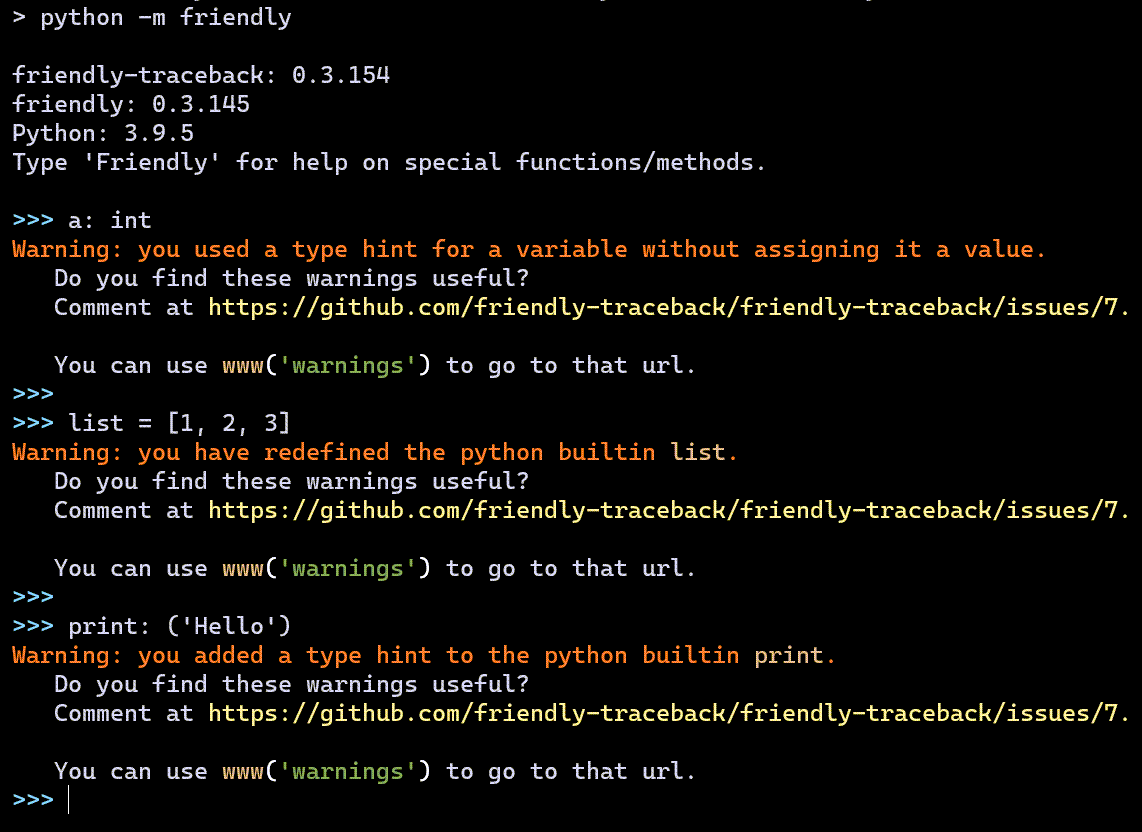 > python -m friendly
friendly-traceback: 0.3.154
friendly: 0.3.145
Python: 3.9.5
Type 'Friendly' for help on special functions/methods.
>>> a: int
Warning: you used a type hint for a variable without assigning it a value.
Do you find these warnings useful?
Comment at https://github.com/friendly-traceback/friendly-traceback/issues/7.
You can use www('warnings') to go to that url.
>>>
>>> list = [1, 2, 3]
Warning: you have redefined the python builtin list.
Do you find these warnings useful?
Comment at https://github.com/friendly-traceback/friendly-traceback/issues/7.
You can use www('warnings') to go to that url.
>>>
>>> print: ('Hello')
Warning: you added a type hint to the python builtin print.
Do you find these warnings useful?
Comment at https://github.com/friendly-traceback/friendly-traceback/issues/7.
You can use www('warnings') to go to that url.
>>>